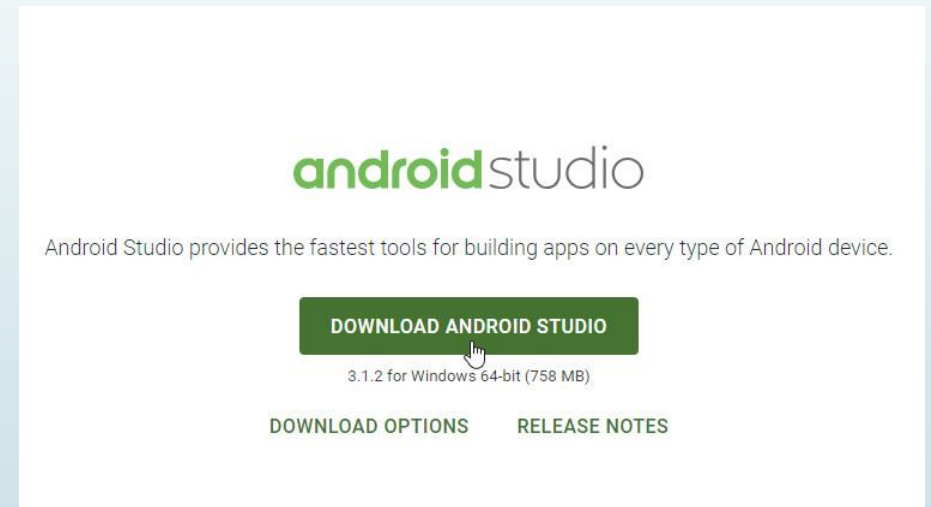 androidstudio
Android Studio provides the fastest tools for building apps on every type of Android device.
DOWNLOAD ANDROID STUDIO
3.1.2 for Windows 64-bit (758 MB)
DOWNLOAD OPTIONS RELEASE NOTES